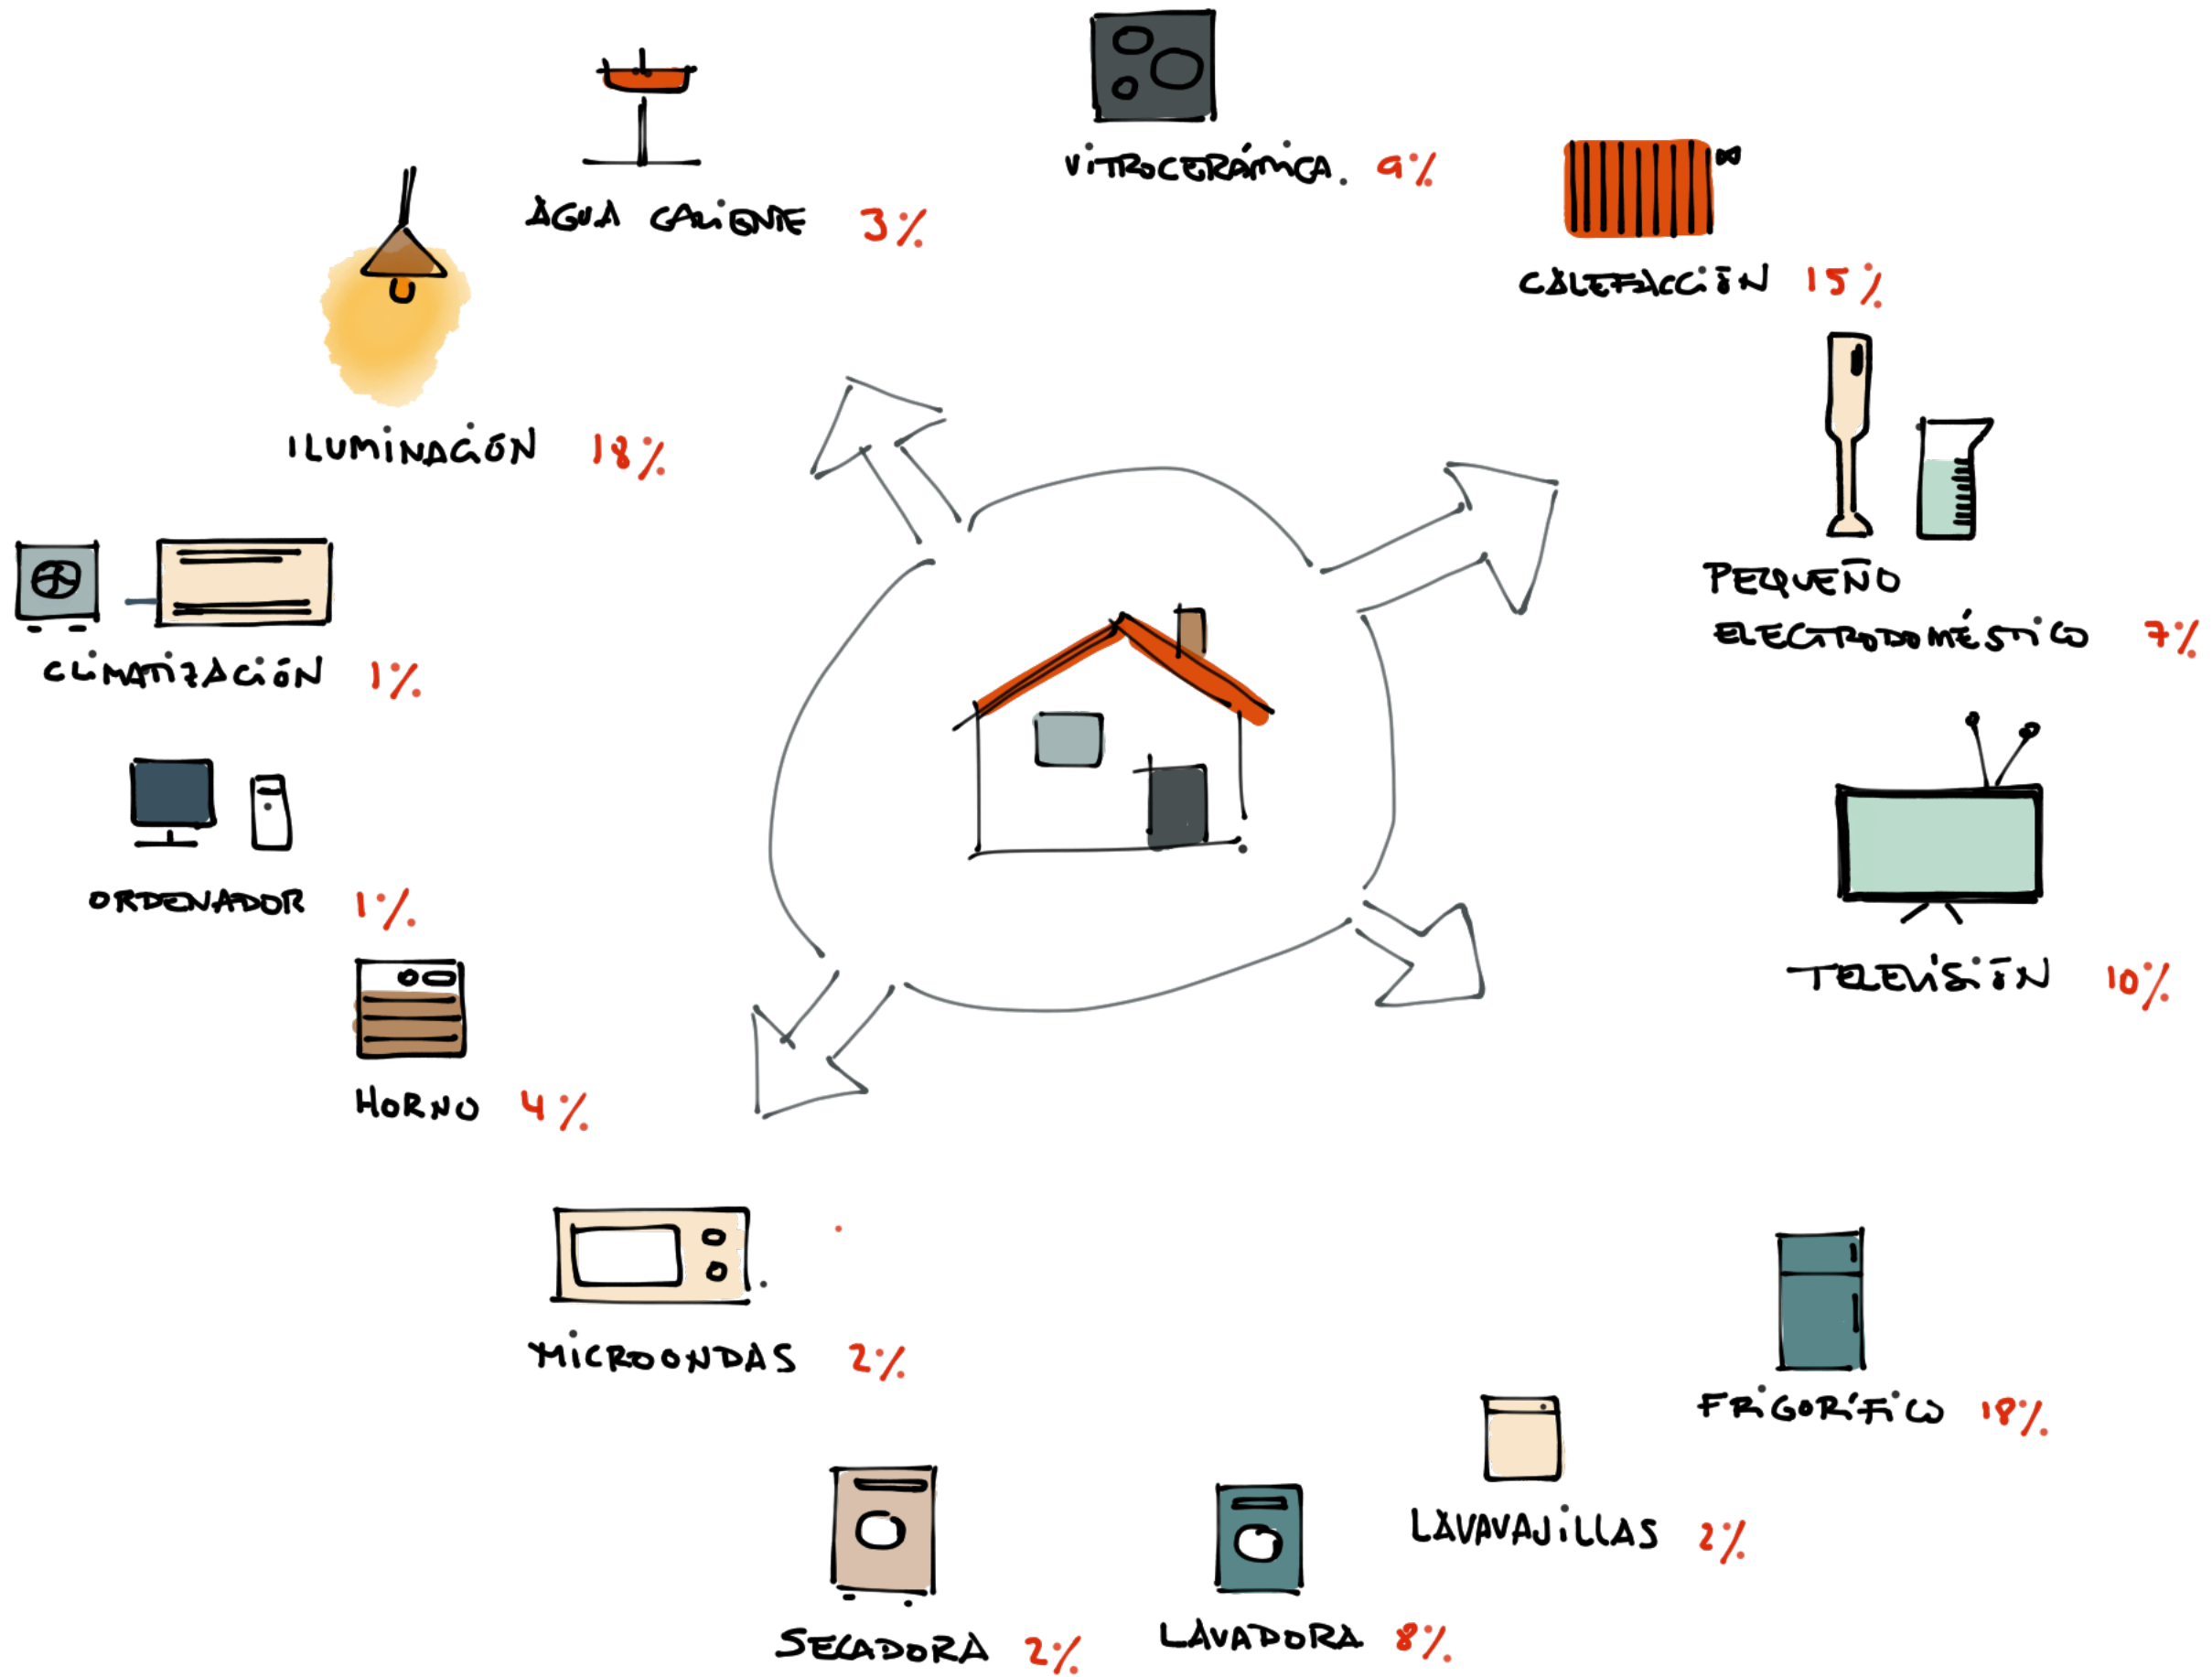 VITROCERÁMICA. 9%
AGUA CALIENTE 3%
CALEFACCIÓN 15%
ILUMINACIÓN 18%
PEQUEÑO
ELECTRODOMÉSTICO 7%
CLIMATIZACIÓN 1%
ORDENADOR 1%
TELEVISIÓN 10%
HORNO 4%
MICROONDAS 2%
FRIGORÍFICO 18%
LAVAVAJILLAS 2%
SECADORA 2%
LAVADORA 8%